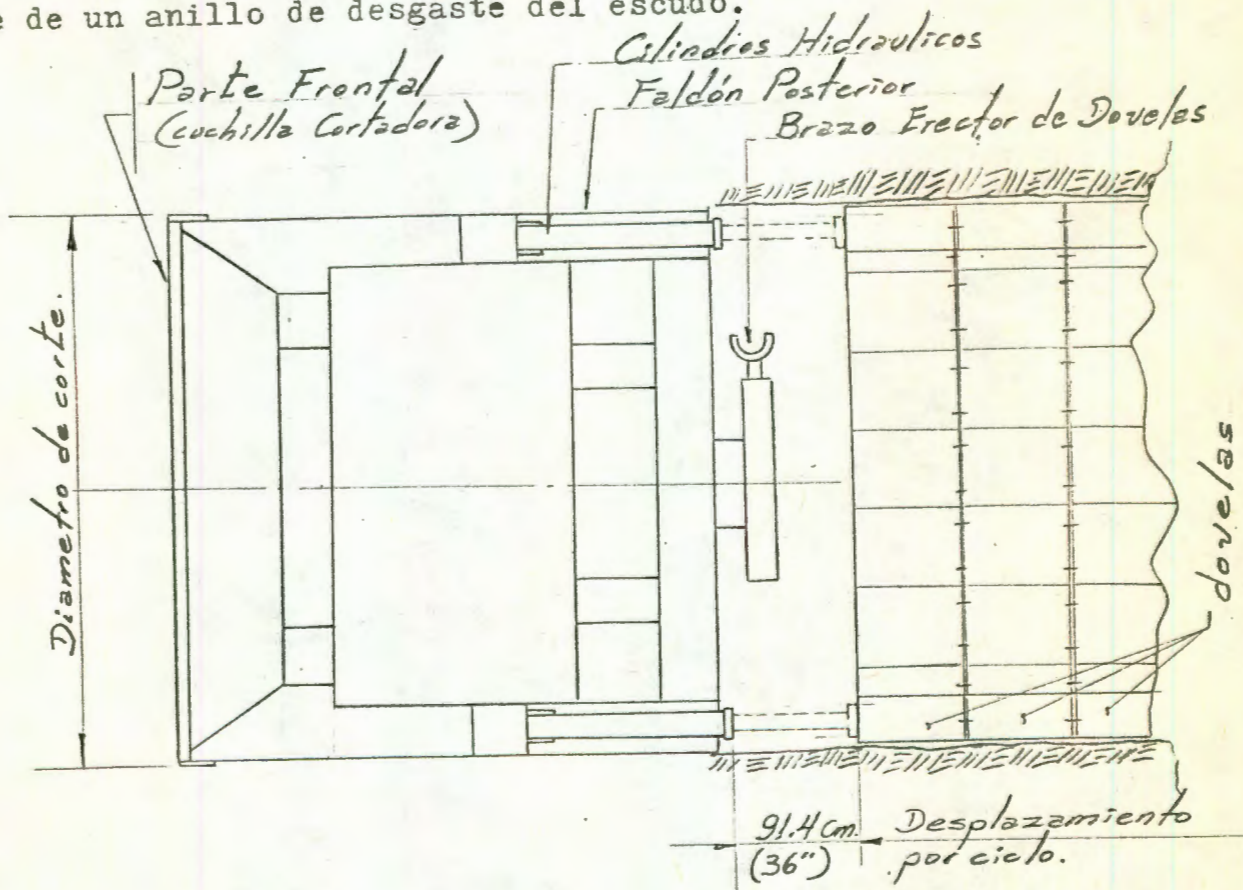 e de un anillo de desgaste del escudo.
Cilindros Hidraulicos
Parte Frontal
(cuchilla Cortadora)
Faldón Posterior
Brazo Erector de Dovelas
Diametro de corte.
dovelas
91.4 cm.
(36")
Desplazamiento
por ciclo.